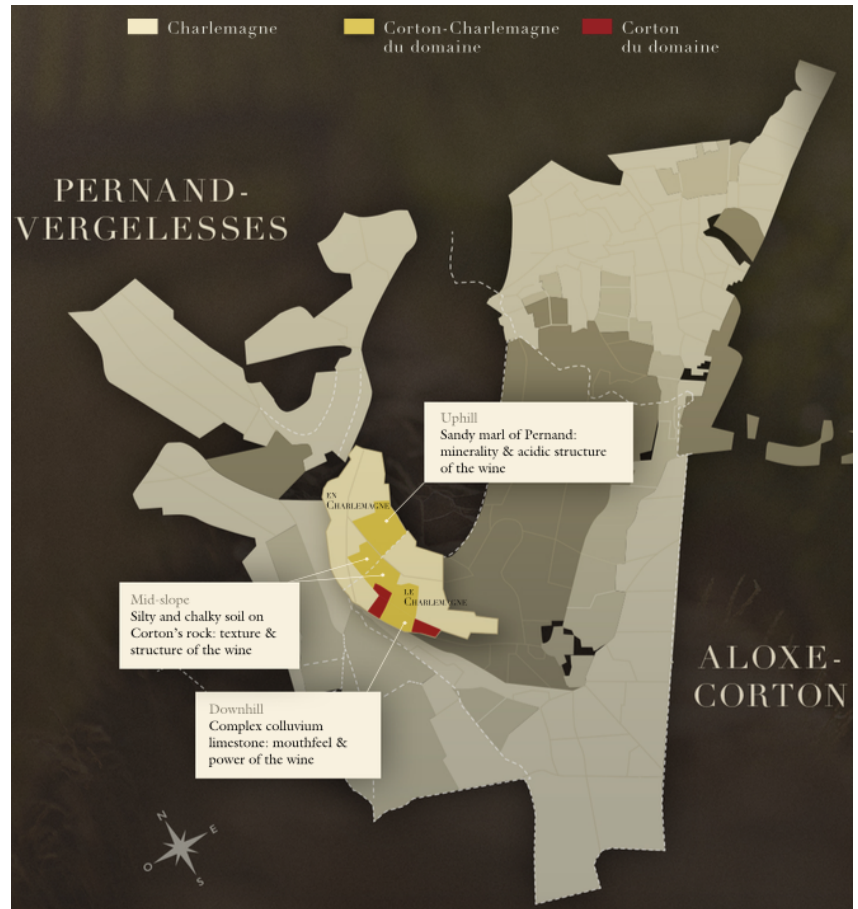 Charlemagne
Corton-Charlemagne
du domaine
Corton
du domaine
PERNAND-
VERGELESSES
Uphill
Sandy marl of Pernand:
minerality & acidic structure
of the wine
EN
CHARLEMAGNE
LE
CHARLEMAGNE
Mid-slope
Silty and chalky soil on
Corton's rock: texture &
structure of the wine
ALOXE-
CORTON
Downhill
Complex colluvium
limestone: mouthfeel &
power of the wine
N
E
O
S